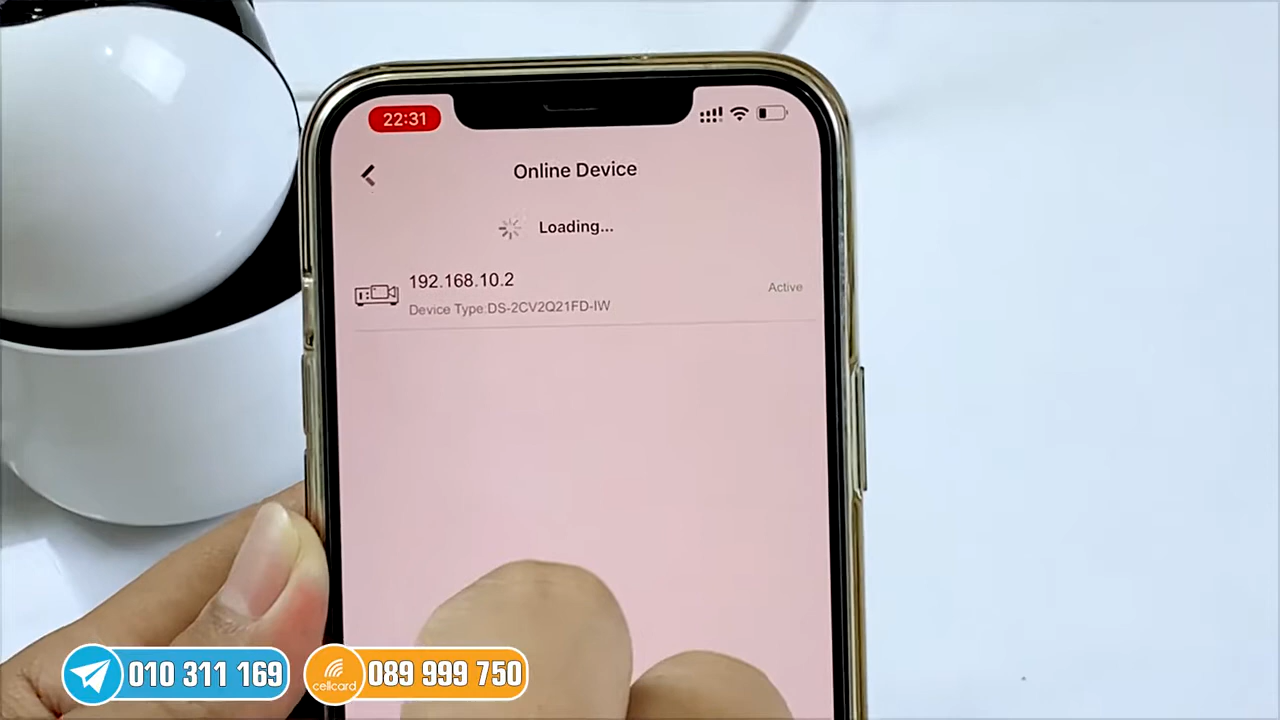 22:31
Online Device
Loading...
192.168.10.2
Device Type:DS-2CV2Q21FD-IW
Active
010 311 169
cellcard
089 999 750